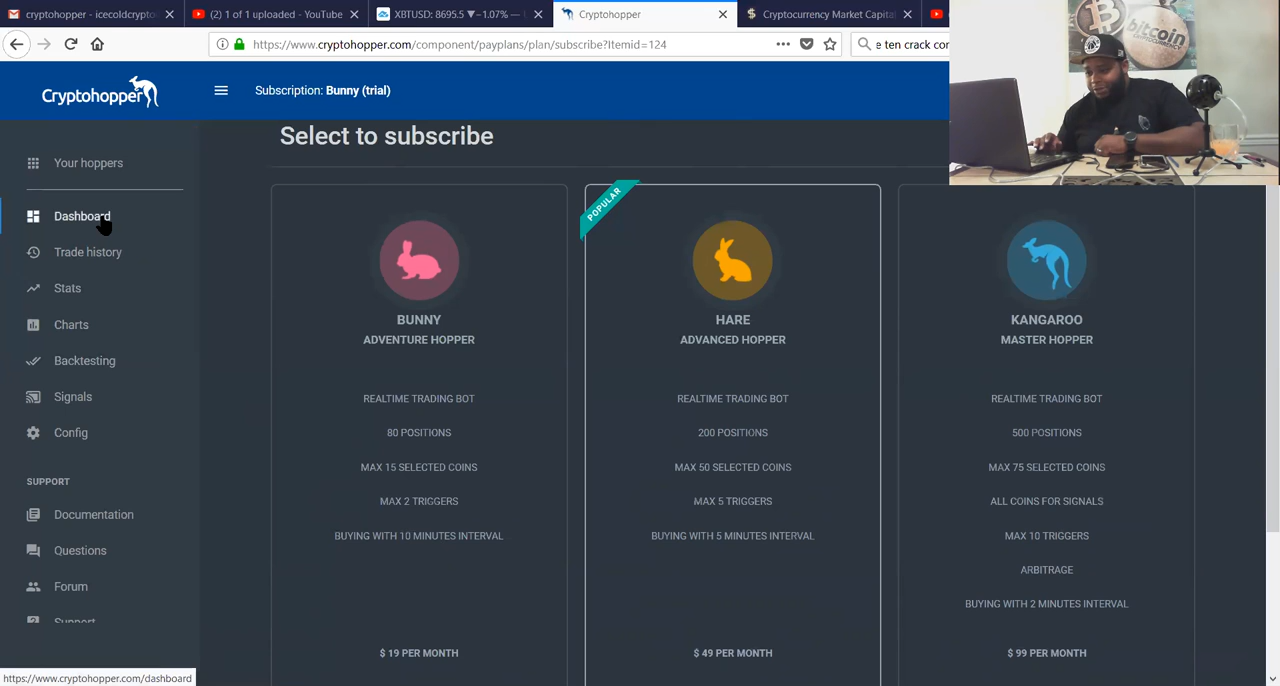 cryptohopper - icecoldcrypto
(2) 1 of 1 uploaded - YouTube
XBTUSD: 8695.5 ▼−1.07% —
Cryptohopper
Cryptocurrency Market Capital
https://www.cryptohopper.com/component/payplans/plan/subscribe?Itemid=124
e ten crack cor
bitcoin
Cryptohopper
Subscription: Bunny (trial)
Select to subscribe
Your hoppers
Dashboard
Trade history
Stats
Charts
Backtesting
Signals
Config
SUPPORT
Documentation
Questions
Forum
Support
BUNNY
ADVENTURE HOPPER
REALTIME TRADING BOT
80 POSITIONS
MAX 15 SELECTED COINS
MAX 2 TRIGGERS
BUYING WITH 10 MINUTES INTERVAL
$ 19 PER MONTH
POPULAR
HARE
ADVANCED HOPPER
REALTIME TRADING BOT
200 POSITIONS
MAX 50 SELECTED COINS
MAX 5 TRIGGERS
BUYING WITH 5 MINUTES INTERVAL
$ 49 PER MONTH
KANGAROO
MASTER HOPPER
REALTIME TRADING BOT
500 POSITIONS
MAX 75 SELECTED COINS
ALL COINS FOR SIGNALS
MAX 10 TRIGGERS
ARBITRAGE
BUYING WITH 2 MINUTES INTERVAL
$ 99 PER MONTH
https://www.cryptohopper.com/dashboard